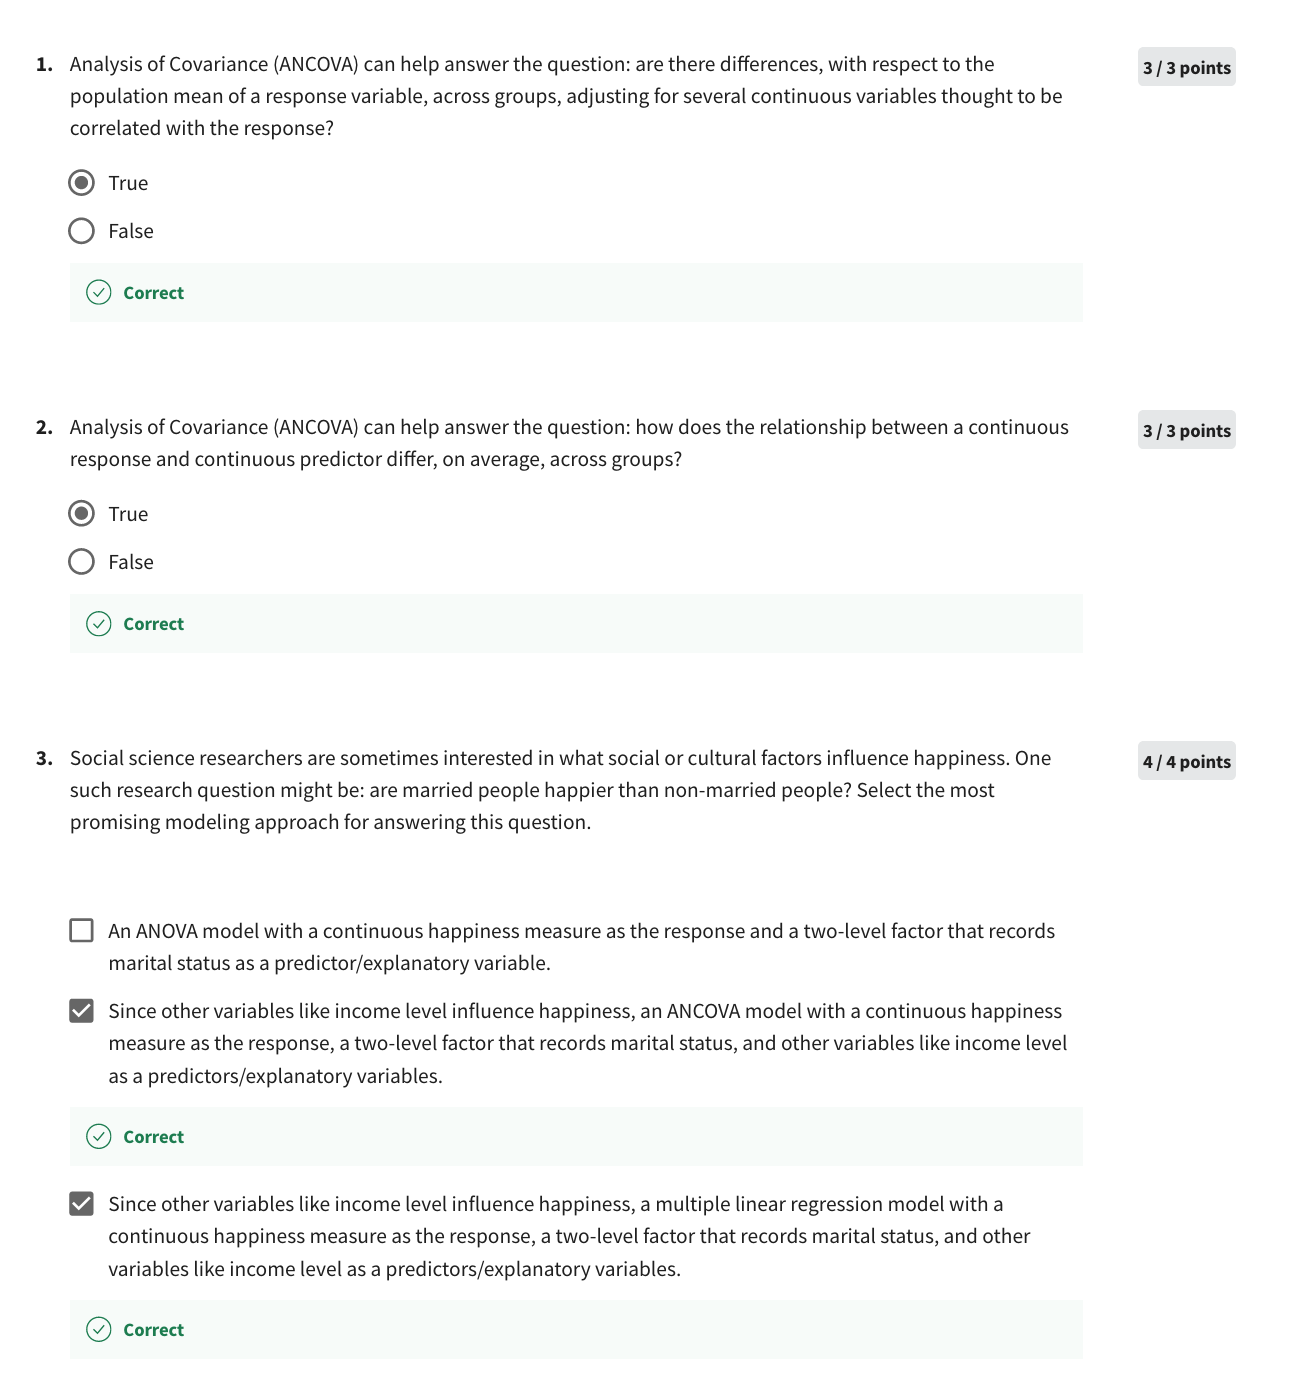 1. Analysis of Covariance (ANCOVA) can help answer the question: are there differences, with respect to the
population mean of a response variable, across groups, adjusting for several continuous variables thought to be
correlated with the response?
3 / 3 points
True
False
Correct
2. Analysis of Covariance (ANCOVA) can help answer the question: how does the relationship between a continuous
response and continuous predictor differ, on average, across groups?
3 / 3 points
True
False
Correct
3. Social science researchers are sometimes interested in what social or cultural factors influence happiness. One
such research question might be: are married people happier than non-married people? Select the most
promising modeling approach for answering this question.
4 / 4 points
An ANOVA model with a continuous happiness measure as the response and a two-level factor that records
marital status as a predictor/explanatory variable.
Since other variables like income level influence happiness, an ANCOVA model with a continuous happiness
measure as the response, a two-level factor that records marital status, and other variables like income level
as a predictors/explanatory variables.
Correct
Since other variables like income level influence happiness, a multiple linear regression model with a
continuous happiness measure as the response, a two-level factor that records marital status, and other
variables like income level as a predictors/explanatory variables.
Correct